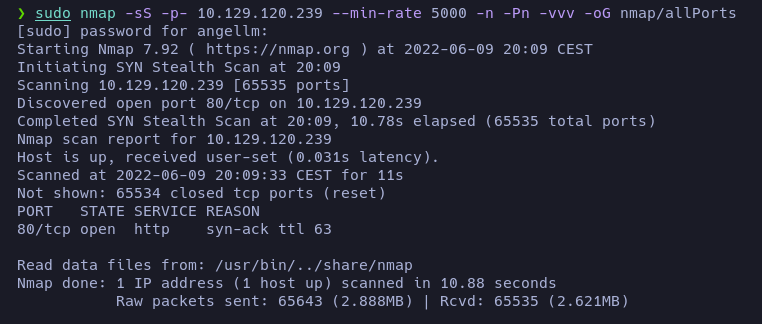 ❯ sudo nmap -sS -p- 10.129.120.239 --min-rate 5000 -n -Pn -vvv -oG nmap/allPorts
[sudo] password for angellm:
Starting Nmap 7.92 ( https://nmap.org ) at 2022-06-09 20:09 CEST
Initiating SYN Stealth Scan at 20:09
Scanning 10.129.120.239 [65535 ports]
Discovered open port 80/tcp on 10.129.120.239
Completed SYN Stealth Scan at 20:09, 10.78s elapsed (65535 total ports)
Nmap scan report for 10.129.120.239
Host is up, received user-set (0.031s latency).
Scanned at 2022-06-09 20:09:33 CEST for 11s
Not shown: 65534 closed tcp ports (reset)
PORT   STATE SERVICE REASON
80/tcp open  http    syn-ack ttl 63

Read data files from: /usr/bin/../share/nmap
Nmap done: 1 IP address (1 host up) scanned in 10.88 seconds
           Raw packets sent: 65643 (2.888MB) | Rcvd: 65535 (2.621MB)